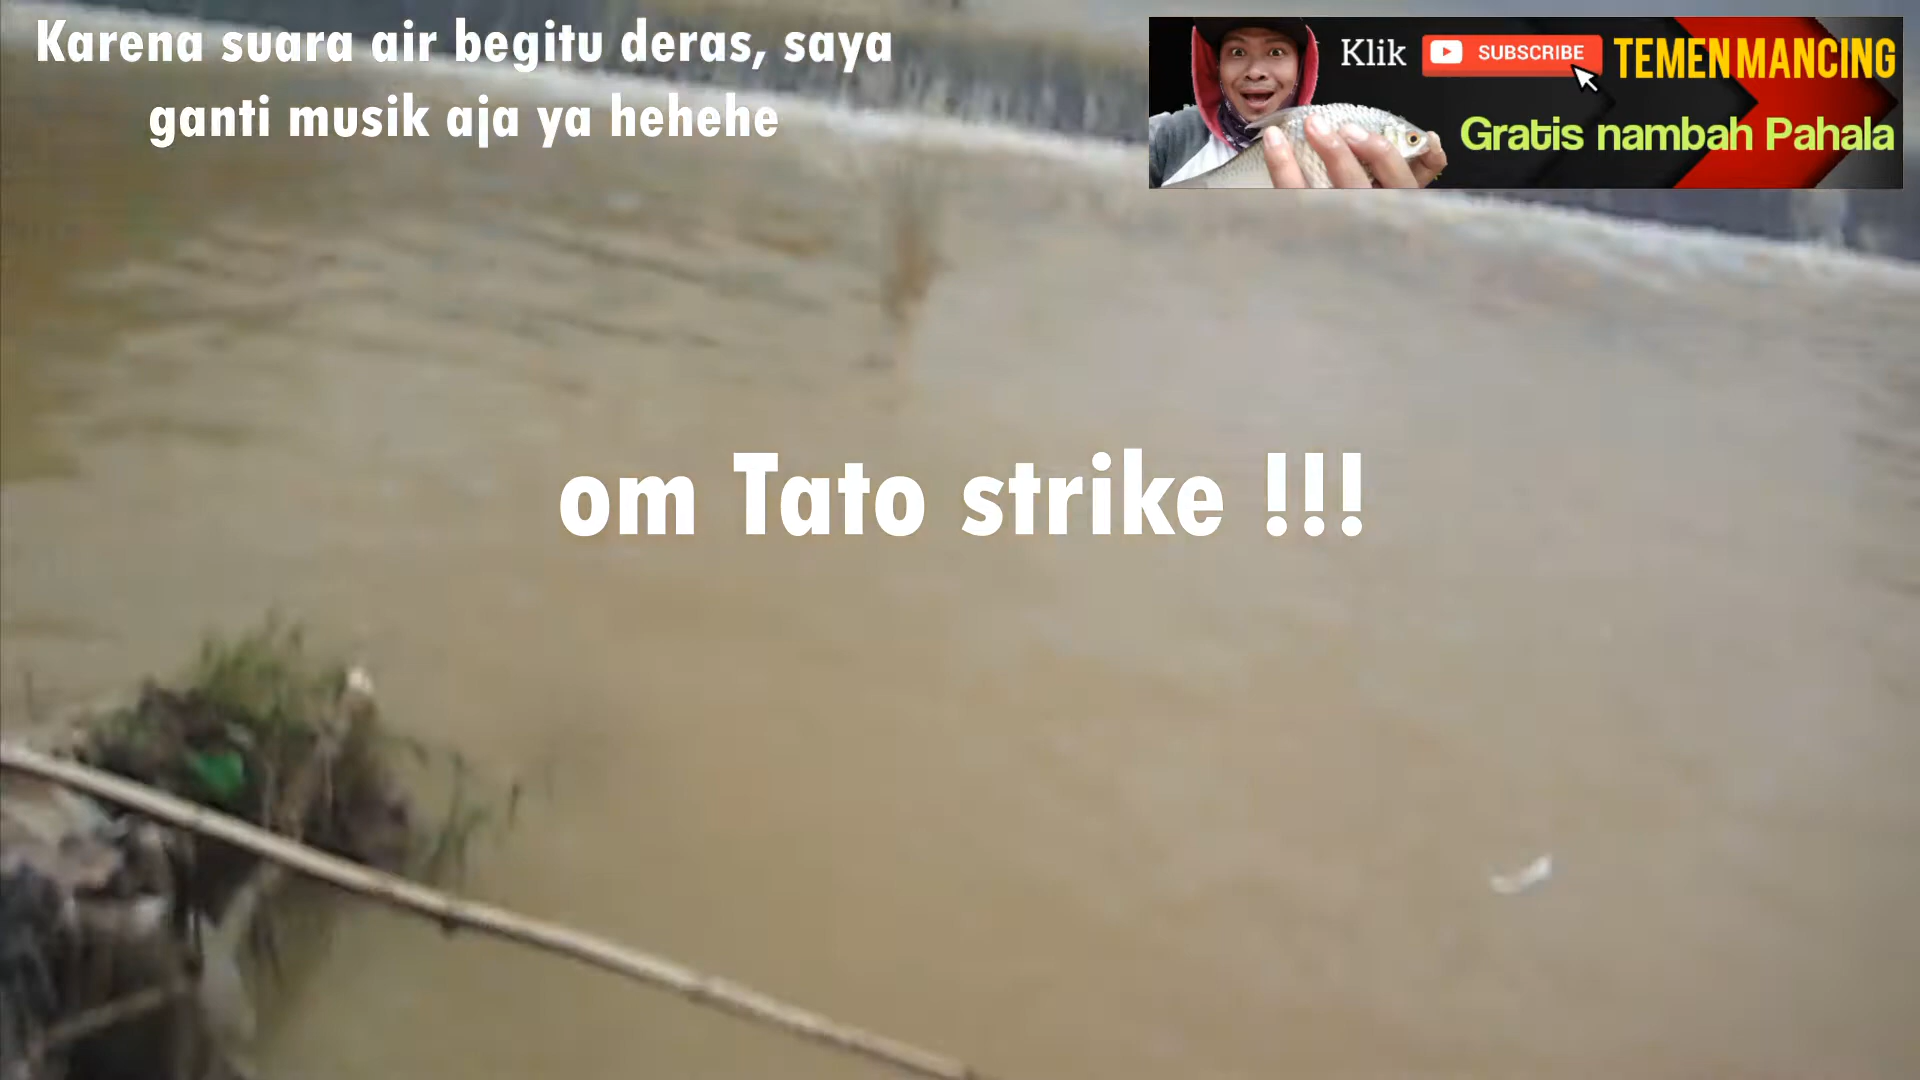 Karena suara air begitu deras, saya
ganti musik aja ya hehehe
Klik SUBSCRIBE TEMEN MANCING
Gratis nambah Pahala
om Tato strike !!!